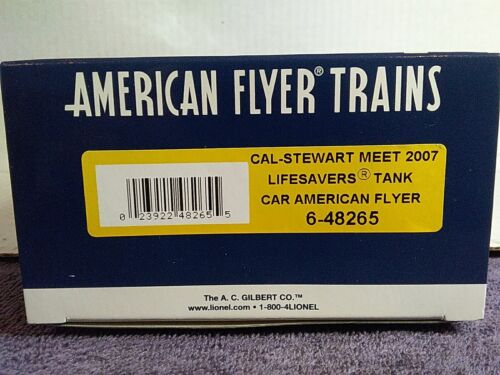 AMERICAN FLYER® TRAINS
CAL-STEWART MEET 2007
LIFESAVERS® TANK
CAR AMERICAN FLYER
6-48265
0 23922 48265 5
The A. C. GILBERT CO.™
www.lionel.com • 1-800-4LIONEL